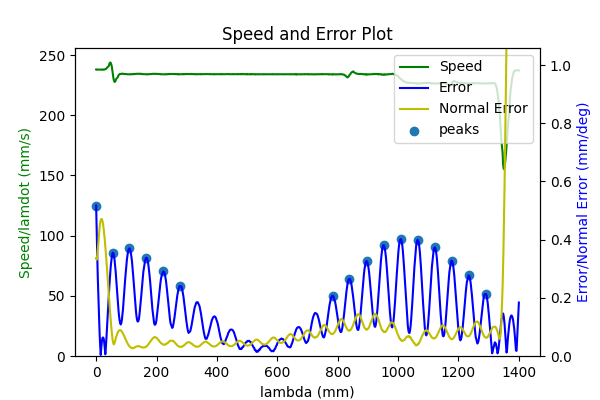 Speed and Error Plot
250
200
150
100
50
0
Speed/lamdot (mm/s)
1.0
0.8
0.6
0.4
0.2
0.0
Error/Normal Error (mm/deg)
Speed
Error
Normal Error
peaks
0 200 400 600 800 1000 1200 1400
lambda (mm)